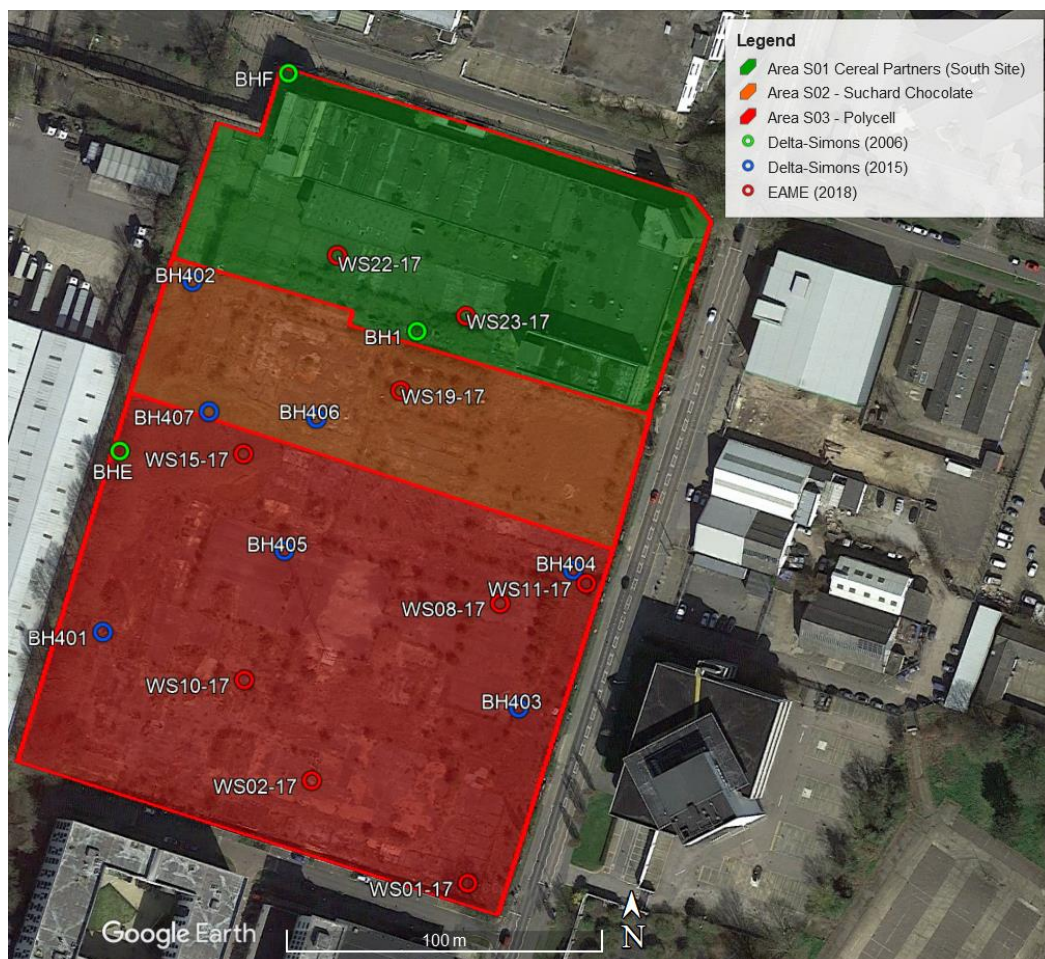 Legend
Area S01 Cereal Partners (South Site)
Area S02 - Suchard Chocolate
Area S03 - Polycell
Delta-Simons (2006)
Delta-Simons (2015)
EAME (2018)
BHF
WS22-17
BH402
WS23-17
BH1
WS19-17
BH407
BH406
WS15-17
BHE
BH405
BH404
WS11-17
WS08-17
BH401
WS10-17
BH403
WS02-17
WS01-17
Google Earth
100 m
N